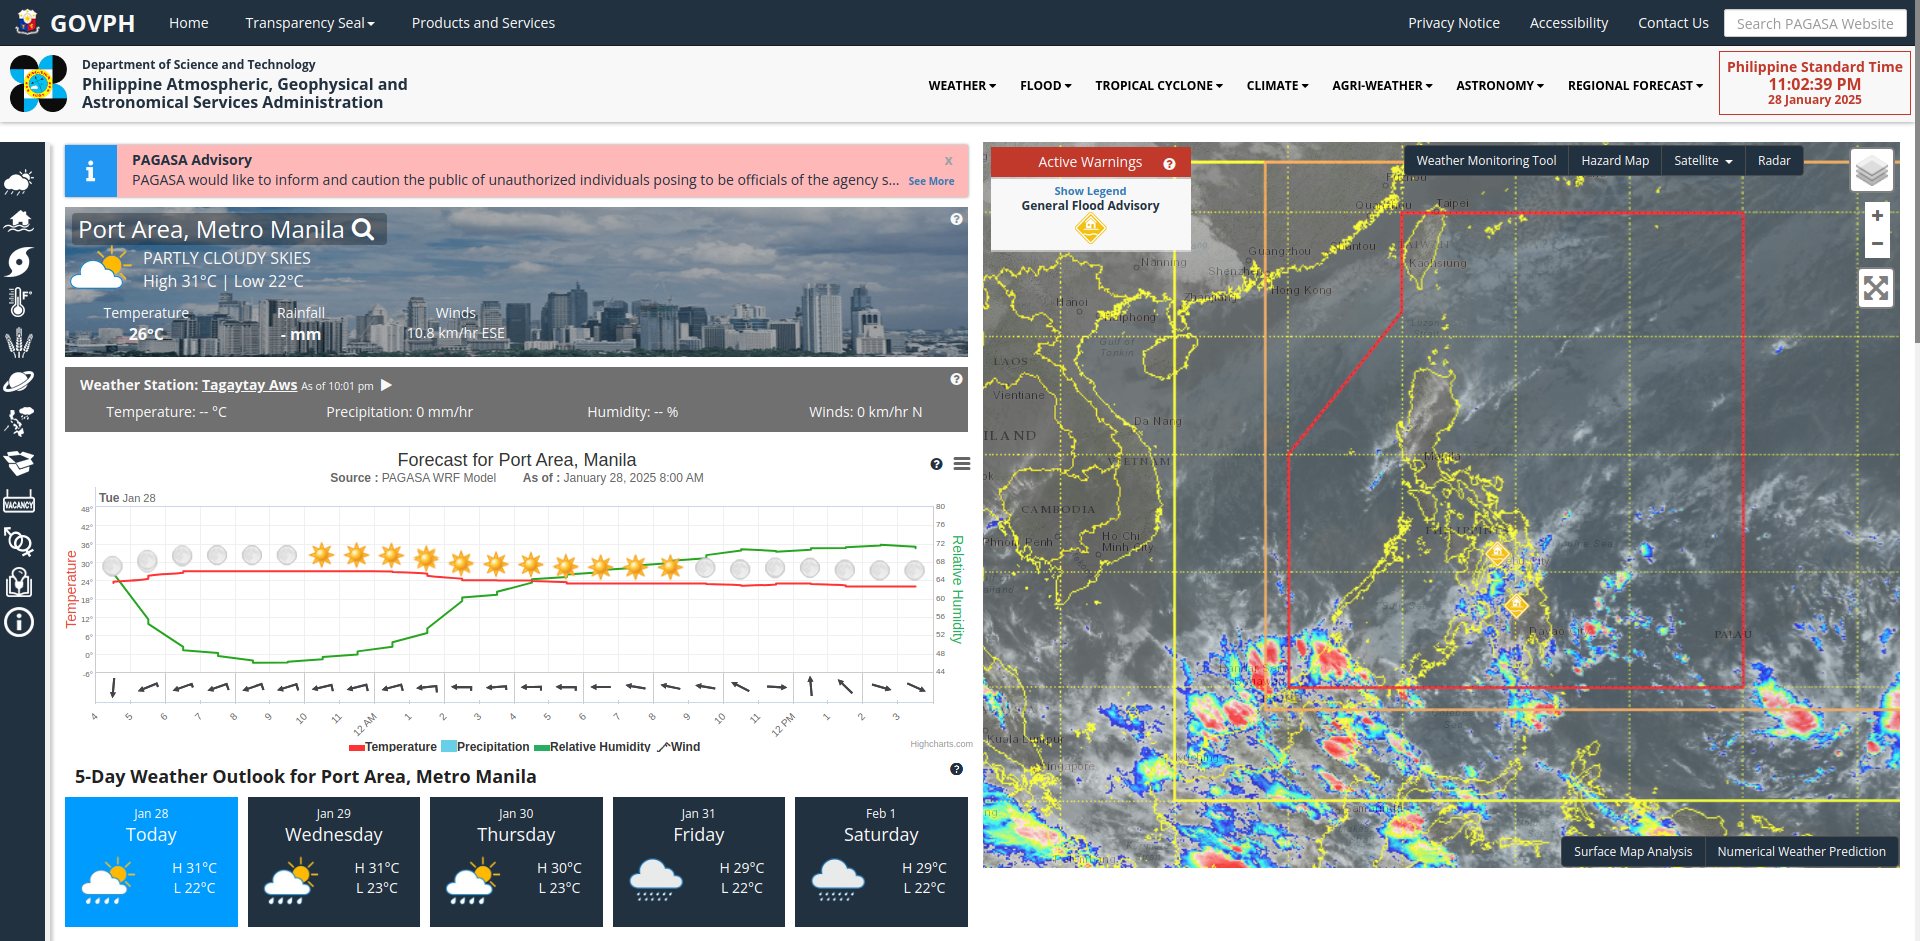 GOVPH
Home
Transparency Seal
Products and Services
Privacy Notice
Accessibility
Contact Us
Search PAGASA Website
Department of Science and Technology
Philippine Atmospheric, Geophysical and
Astronomical Services Administration
WEATHER
FLOOD
TROPICAL CYCLONE
CLIMATE
AGRI-WEATHER
ASTRONOMY
REGIONAL FORECAST
Philippine Standard Time
11:02:39 PM
28 January 2025
VACANCY
PAGASA Advisory
x
PAGASA would like to inform and caution the public of unauthorized individuals posing to be officials of the agency s...
See More
Port Area, Metro Manila
PARTLY CLOUDY SKIES
High 31°C | Low 22°C
Temperature
Rainfall
Winds
26°C
- mm
10.8 km/hr ESE
Weather Station: Tagaytay Aws As of 10:01 pm
Temperature: -- °C
Precipitation: 0 mm/hr
Humidity: -- %
Winds: 0 km/hr N
Forecast for Port Area, Manila
Source : PAGASA WRF Model As of : January 28, 2025 8:00 AM
Tue Jan 28
Temperature
48°
42°
36°
30°
24°
18°
12°
6°
0°
-6°
80
76
72
68
64
60
56
52
48
44
Relative Humidity
4 5 6 7 8 9 10 11 12 AM 1 2 3 4 5 6 7 8 9 10 11 12 PM 1 2 3
Temperature Precipitation Relative Humidity Wind
Highcharts.com
5-Day Weather Outlook for Port Area, Metro Manila
Jan 28
Today
H 31°C
L 22°C
Jan 29
Wednesday
H 31°C
L 23°C
Jan 30
Thursday
H 30°C
L 23°C
Jan 31
Friday
H 29°C
L 22°C
Feb 1
Saturday
H 29°C
L 22°C
Active Warnings
Show Legend
General Flood Advisory
Weather Monitoring Tool
Hazard Map
Satellite
Radar
+
−
Taipei
Guangzhou
Shantou
Nanning
Shenzhen
Kaohsiung
Hong Kong
Zhanjiang
Hanoi
Haiphong
Gulf of
Tonkin
LAOS
Vientiane
Da Nang
VIETNAM
CAMBODIA
Phnom Penh
Ho Chi
Minh City
Manila
Davao City
PALAU
Kuala Lumpur
Singapore
Kuching
Samarinda
Palembang
Surface Map Analysis
Numerical Weather Prediction